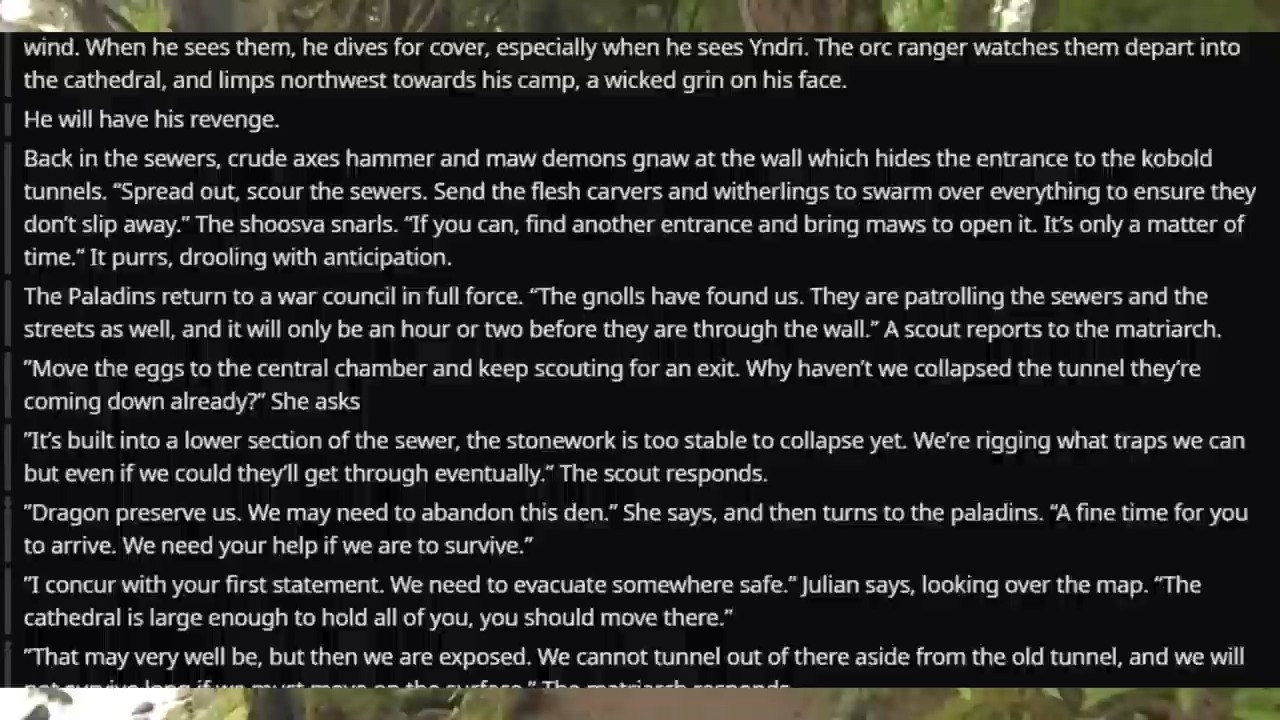 wind. When he sees them, he dives for cover, especially when he sees Yndri. The orc ranger watches them depart into
the cathedral, and limps northwest towards his camp, a wicked grin on his face.
He will have his revenge.
Back in the sewers, crude axes hammer and maw demons gnaw at the wall which hides the entrance to the kobold
tunnels. “Spread out, scour the sewers. Send the flesh carvers and witherlings to swarm over everything to ensure they
don’t slip away.” The shoosva snarls. “If you can, find another entrance and bring maws to open it. It’s only a matter of
time.” It purrs, drooling with anticipation.
The Paladins return to a war council in full force. “The gnolls have found us. They are patrolling the sewers and the
streets as well, and it will only be an hour or two before they are through the wall.” A scout reports to the matriarch.
”Move the eggs to the central chamber and keep scouting for an exit. Why haven’t we collapsed the tunnel they’re
coming down already?” She asks
”It’s built into a lower section of the sewer, the stonework is too stable to collapse yet. We’re rigging what traps we can
but even if we could they’ll get through eventually.” The scout responds.
”Dragon preserve us. We may need to abandon this den.” She says, and then turns to the paladins. “A fine time for you
to arrive. We need your help if we are to survive.”
”I concur with your first statement. We need to evacuate somewhere safe.” Julian says, looking over the map. “The
cathedral is large enough to hold all of you, you should move there.”
”That may very well be, but then we are exposed. We cannot tunnel out of there aside from the old tunnel, and we will
not survive long if we must move on the surface.” The matriarch responds.